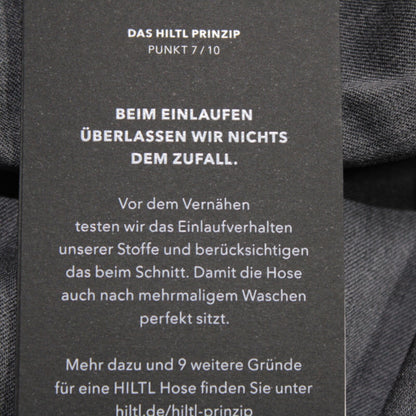 DAS HILTL PRINZIP
PUNKT 7 / 10
BEIM EINLAUFEN
ÜBERLASSEN WIR NICHTS
DEM ZUFALL.
Vor dem Vernähen
testen wir das Einlaufverhalten
unserer Stoffe und berücksichtigen
das beim Schnitt. Damit die Hose
auch nach mehrmaligem Waschen
perfekt sitzt.
Mehr dazu und 9 weitere Gründe
für eine HILTL Hose finden Sie unter
hiltl.de/hiltl-prinzip